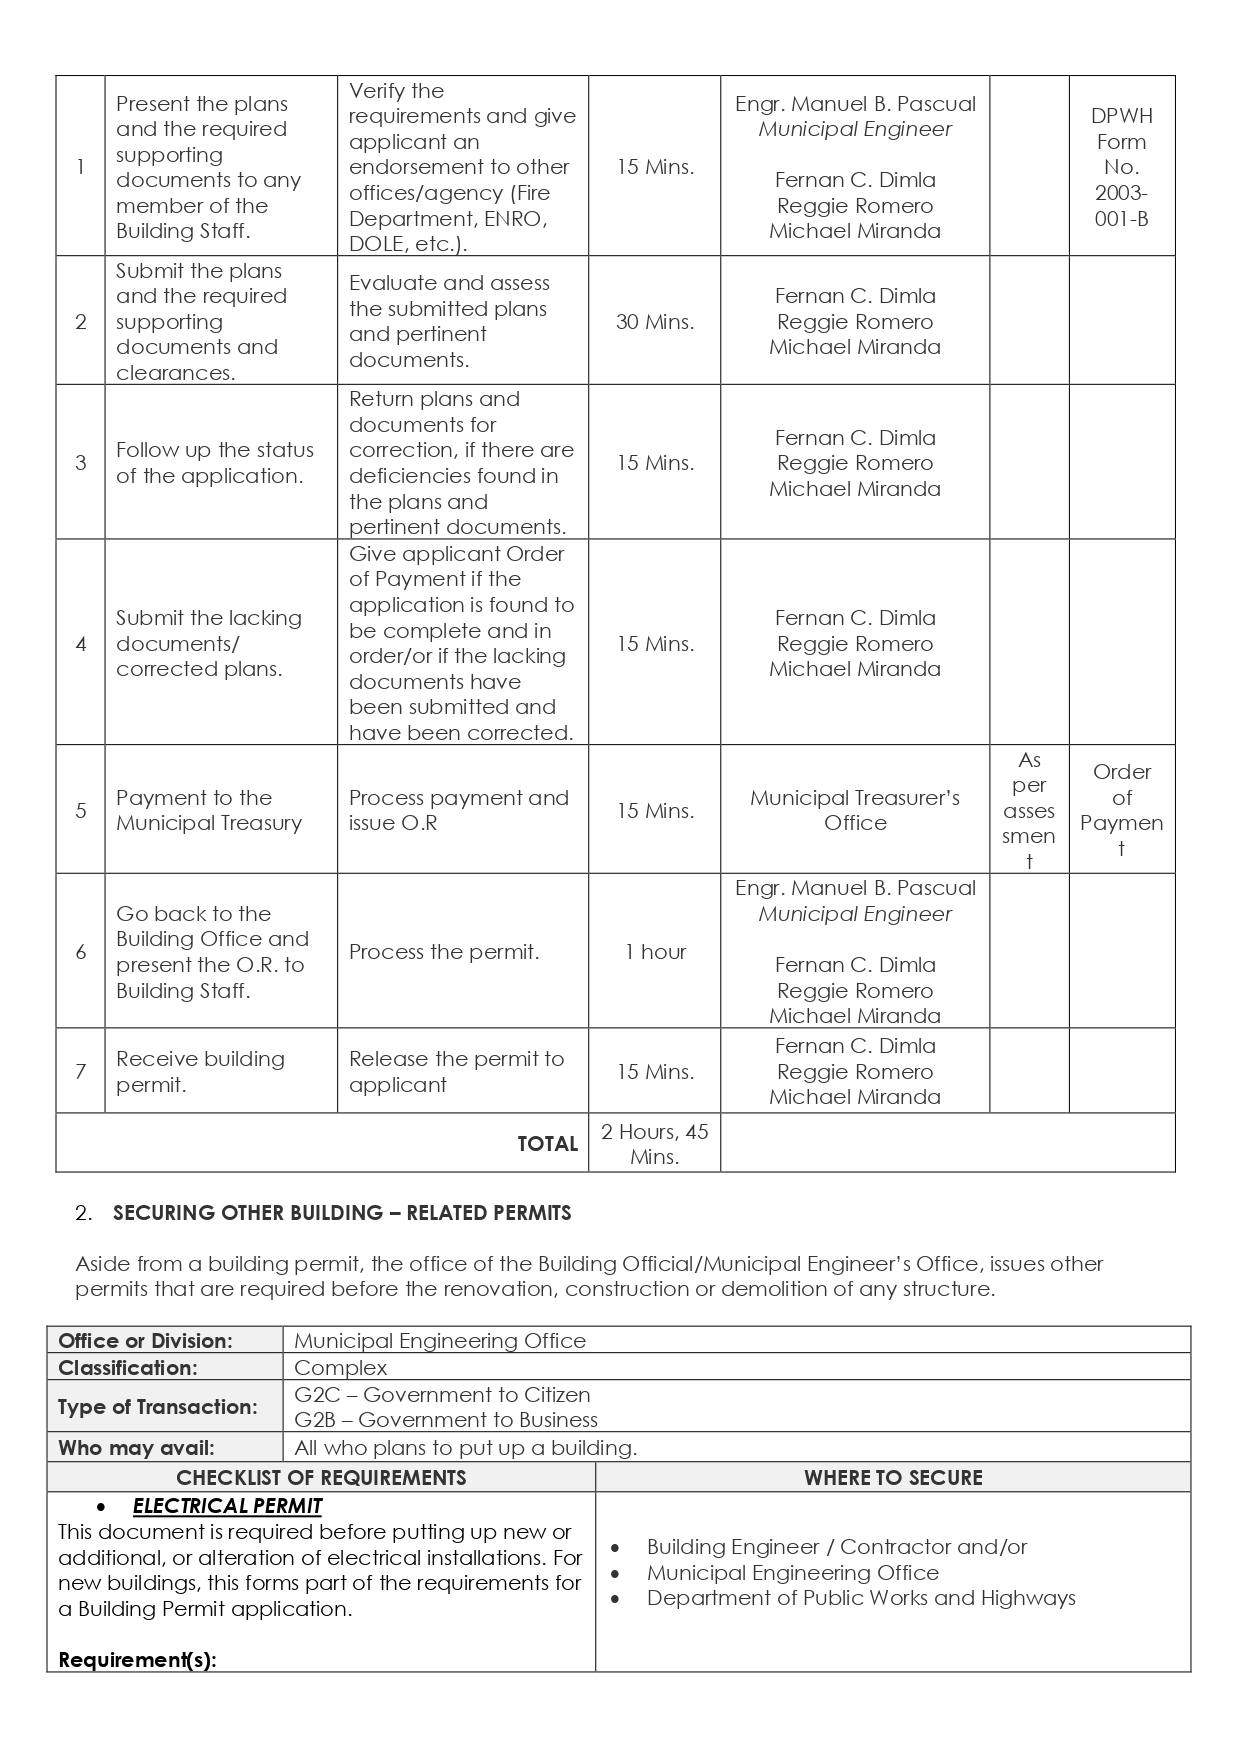 1
Present the plans
and the required
supporting
documents to any
member of the
Building Staff.
Verify the
requirements and give
applicant an
endorsement to other
offices/agency (Fire
Department, ENRO,
DOLE, etc.).
15 Mins.
Engr. Manuel B. Pascual
Municipal Engineer
Fernan C. Dimla
Reggie Romero
Michael Miranda
DPWH
Form
No.
2003-
001-B
2
Submit the plans
and the required
supporting
documents and
clearances.
Evaluate and assess
the submitted plans
and pertinent
documents.
30 Mins.
Fernan C. Dimla
Reggie Romero
Michael Miranda
3
Follow up the status
of the application.
Return plans and
documents for
correction, if there are
deficiencies found in
the plans and
pertinent documents.
15 Mins.
Fernan C. Dimla
Reggie Romero
Michael Miranda
4
Submit the lacking
documents/
corrected plans.
Give applicant Order
of Payment if the
application is found to
be complete and in
order/or if the lacking
documents have
been submitted and
have been corrected.
15 Mins.
Fernan C. Dimla
Reggie Romero
Michael Miranda
5
Payment to the
Municipal Treasury
Process payment and
issue O.R
15 Mins.
Municipal Treasurer’s
Office
As
per
asses
smen
t
Order
of
Paymen
t
6
Go back to the
Building Office and
present the O.R. to
Building Staff.
Process the permit.
1 hour
Engr. Manuel B. Pascual
Municipal Engineer
Fernan C. Dimla
Reggie Romero
Michael Miranda
7
Receive building
permit.
Release the permit to
applicant
15 Mins.
Fernan C. Dimla
Reggie Romero
Michael Miranda
TOTAL
2 Hours, 45
Mins.
2. SECURING OTHER BUILDING – RELATED PERMITS
Aside from a building permit, the office of the Building Official/Municipal Engineer’s Office, issues other
permits that are required before the renovation, construction or demolition of any structure.
Office or Division:
Municipal Engineering Office
Classification:
Complex
Type of Transaction:
G2C – Government to Citizen
G2B – Government to Business
Who may avail:
All who plans to put up a building.
CHECKLIST OF REQUIREMENTS
WHERE TO SECURE
• ELECTRICAL PERMIT
This document is required before putting up new or
additional, or alteration of electrical installations. For
new buildings, this forms part of the requirements for
a Building Permit application.
Requirement(s):
• Building Engineer / Contractor and/or
• Municipal Engineering Office
• Department of Public Works and Highways